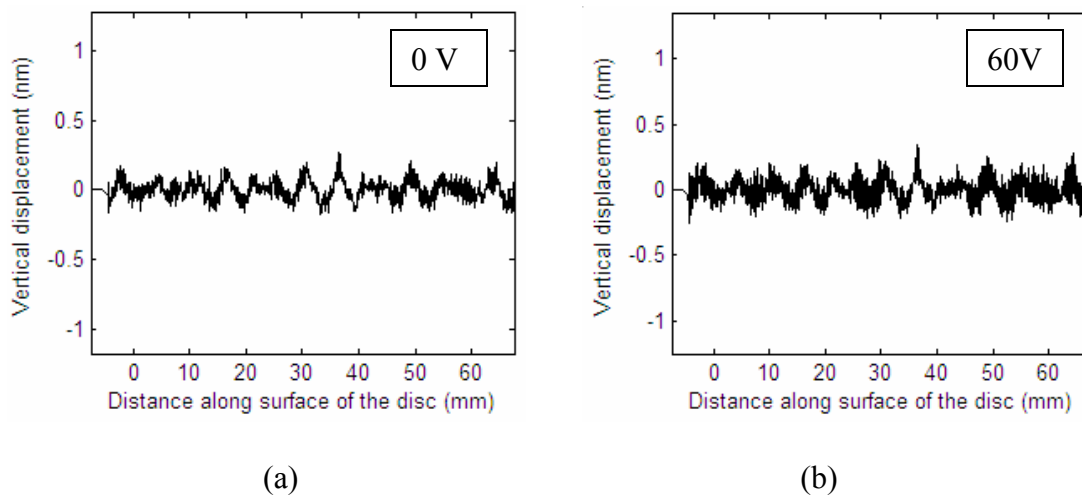 Vertical displacement (nm)
1
0.5
0
-0.5
-1
0 V
0 10 20 30 40 50 60
Distance along surface of the disc (mm)
(a)
Vertical displacement (nm)
1
0.5
0
-0.5
-1
60V
0 10 20 30 40 50 60
Distance along surface of the disc (mm)
(b)